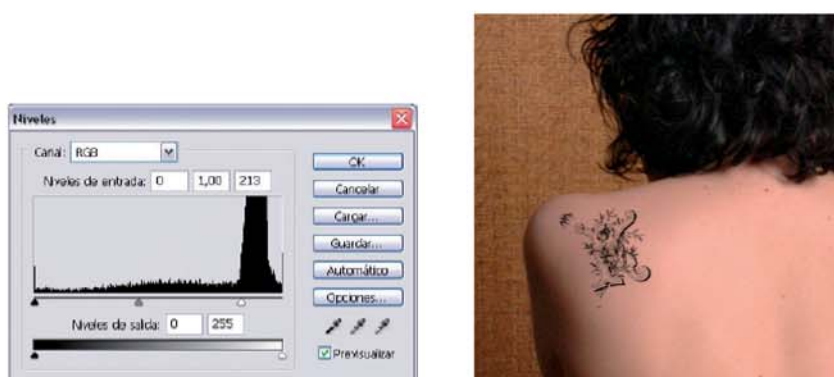 Niveles
Canal: RGB
Niveles de entrada: 0 1,00 213
OK
Cancelar
Cargar...
Guardar...
Automático
Opciones...
Niveles de salida: 0 255
Previsualizar